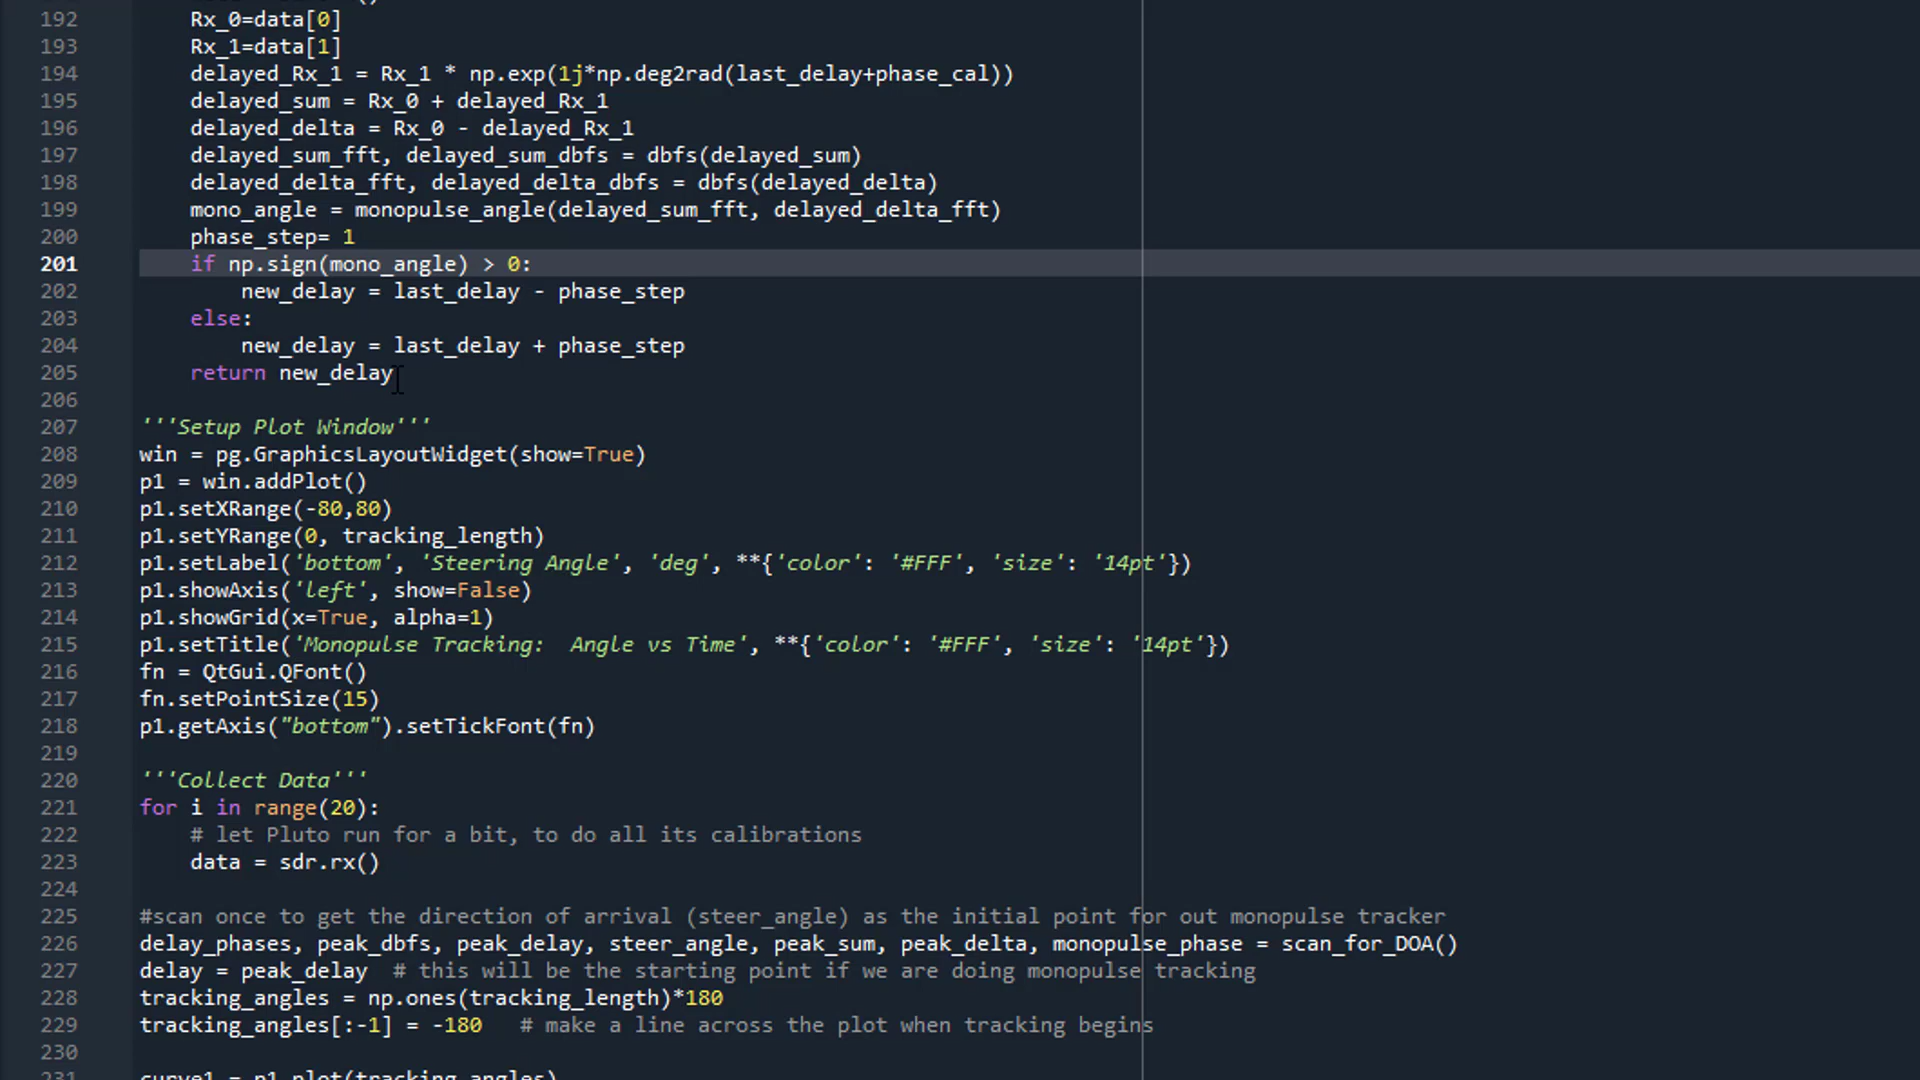 192 Rx_0=data[0]
193 Rx_1=data[1]
194 delayed_Rx_1 = Rx_1 * np.exp(1j*np.deg2rad(last_delay+phase_cal))
195 delayed_sum = Rx_0 + delayed_Rx_1
196 delayed_delta = Rx_0 - delayed_Rx_1
197 delayed_sum_fft, delayed_sum_dbfs = dbfs(delayed_sum)
198 delayed_delta_fft, delayed_delta_dbfs = dbfs(delayed_delta)
199 mono_angle = monopulse_angle(delayed_sum_fft, delayed_delta_fft)
200 phase_step= 1
201 if np.sign(mono_angle) > 0:
202 new_delay = last_delay - phase_step
203 else:
204 new_delay = last_delay + phase_step
205 return new_delay
206
207 '''Setup Plot Window'''
208 win = pg.GraphicsLayoutWidget(show=True)
209 p1 = win.addPlot()
210 p1.setXRange(-80,80)
211 p1.setYRange(0, tracking_length)
212 p1.setLabel('bottom', 'Steering Angle', 'deg', **{'color': '#FFF', 'size': '14pt'})
213 p1.showAxis('left', show=False)
214 p1.showGrid(x=True, alpha=1)
215 p1.setTitle('Monopulse Tracking:  Angle vs Time', **{'color': '#FFF', 'size': '14pt'})
216 fn = QtGui.QFont()
217 fn.setPointSize(15)
218 p1.getAxis("bottom").setTickFont(fn)
219
220 '''Collect Data'''
221 for i in range(20):
222 # let Pluto run for a bit, to do all its calibrations
223 data = sdr.rx()
224
225 #scan once to get the direction of arrival (steer_angle) as the initial point for out monopulse tracker
226 delay_phases, peak_dbfs, peak_delay, steer_angle, peak_sum, peak_delta, monopulse_phase = scan_for_DOA()
227 delay = peak_delay  # this will be the starting point if we are doing monopulse tracking
228 tracking_angles = np.ones(tracking_length)*180
229 tracking_angles[:-1] = -180   # make a line across the plot when tracking begins
230
231 curve1 = p1.plot(tracking_angles)